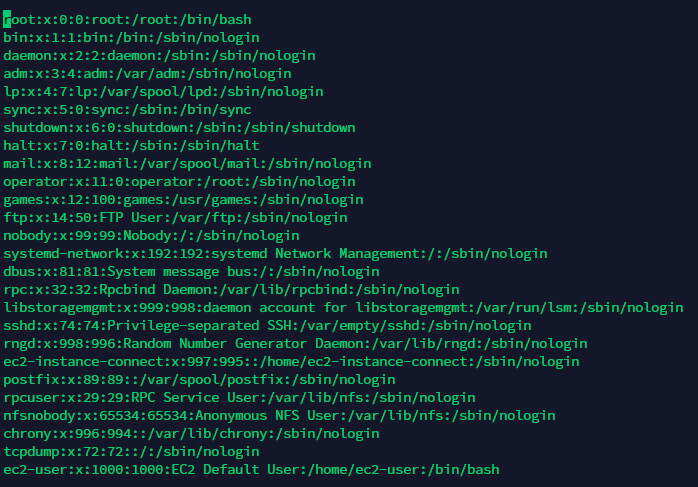 root:x:0:0:root:/root:/bin/bash
bin:x:1:1:bin:/bin:/sbin/nologin
daemon:x:2:2:daemon:/sbin:/sbin/nologin
adm:x:3:4:adm:/var/adm:/sbin/nologin
lp:x:4:7:lp:/var/spool/lpd:/sbin/nologin
sync:x:5:0:sync:/sbin:/bin/sync
shutdown:x:6:0:shutdown:/sbin:/sbin/shutdown
halt:x:7:0:halt:/sbin:/sbin/halt
mail:x:8:12:mail:/var/spool/mail:/sbin/nologin
operator:x:11:0:operator:/root:/sbin/nologin
games:x:12:100:games:/usr/games:/sbin/nologin
ftp:x:14:50:FTP User:/var/ftp:/sbin/nologin
nobody:x:99:99:Nobody:/:/sbin/nologin
systemd-network:x:192:192:systemd Network Management:/:/sbin/nologin
dbus:x:81:81:System message bus:/:/sbin/nologin
rpc:x:32:32:Rpcbind Daemon:/var/lib/rpcbind:/sbin/nologin
libstoragemgmt:x:999:998:daemon account for libstoragemgmt:/var/run/lsm:/sbin/nologin
sshd:x:74:74:Privilege-separated SSH:/var/empty/sshd:/sbin/nologin
rngd:x:998:996:Random Number Generator Daemon:/var/lib/rngd:/sbin/nologin
ec2-instance-connect:x:997:995::/home/ec2-instance-connect:/sbin/nologin
postfix:x:89:89::/var/spool/postfix:/sbin/nologin
rpcuser:x:29:29:RPC Service User:/var/lib/nfs:/sbin/nologin
nfsnobody:x:65534:65534:Anonymous NFS User:/var/lib/nfs:/sbin/nologin
chrony:x:996:994::/var/lib/chrony:/sbin/nologin
tcpdump:x:72:72::/:/sbin/nologin
ec2-user:x:1000:1000:EC2 Default User:/home/ec2-user:/bin/bash